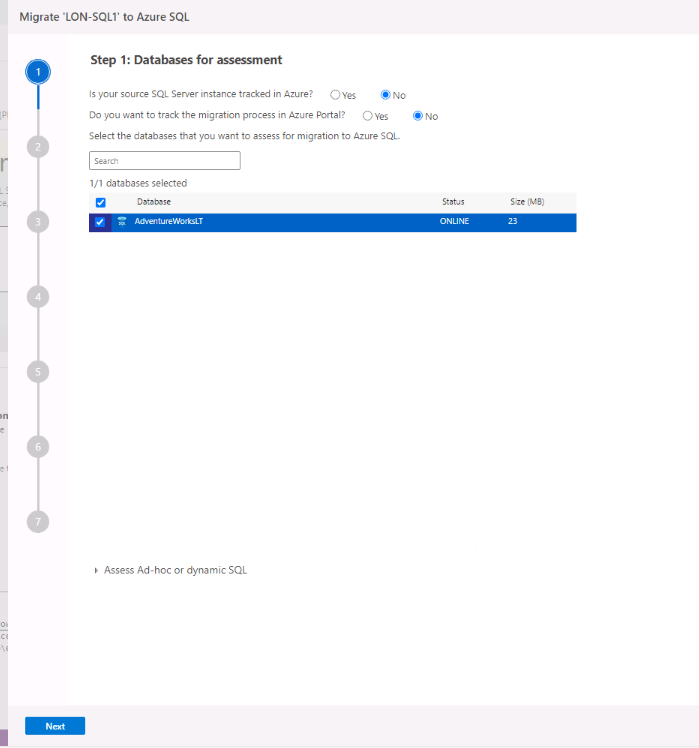 Migrate 'LON-SQL1' to Azure SQL
1
Step 1: Databases for assessment
Is your source SQL Server instance tracked in Azure? Yes No
Do you want to track the migration process in Azure Portal? Yes No
Select the databases that you want to assess for migration to Azure SQL.
2
Search
1/1 databases selected
Database Status Size (MB)
3
SQL AdventureWorksLT ONLINE 23
4
5
6
7
Assess Ad-hoc or dynamic SQL
Next